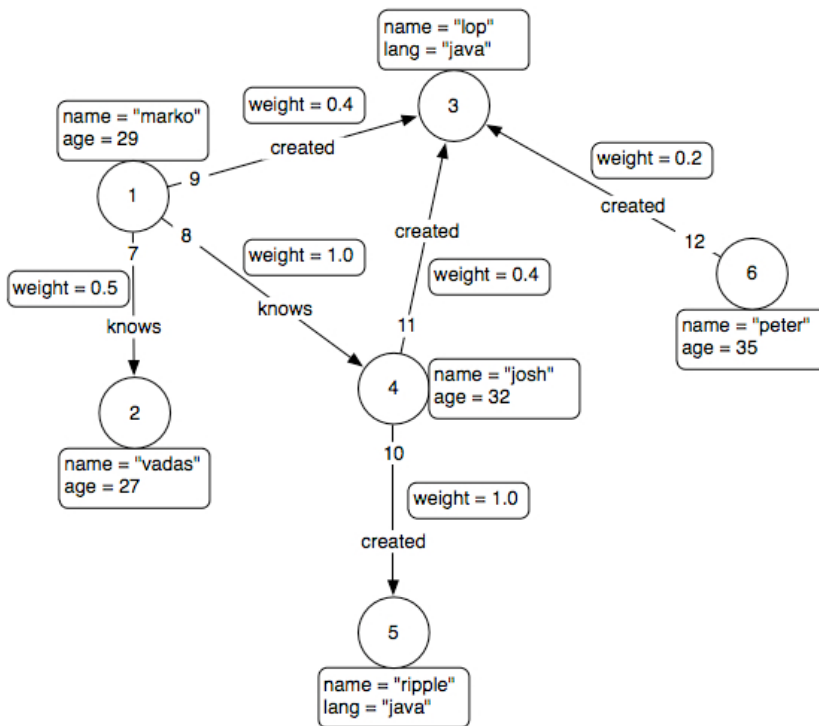 name = "lop"
lang = "java"
weight = 0.4
3
name = "marko"
age = 29
created
9
weight = 0.2
1
created
8
created
7
weight = 1.0
12
weight = 0.4
6
weight = 0.5
knows
11
name = "peter"
age = 35
knows
4
name = "josh"
age = 32
2
10
name = "vadas"
age = 27
weight = 1.0
created
5
name = "ripple"
lang = "java"